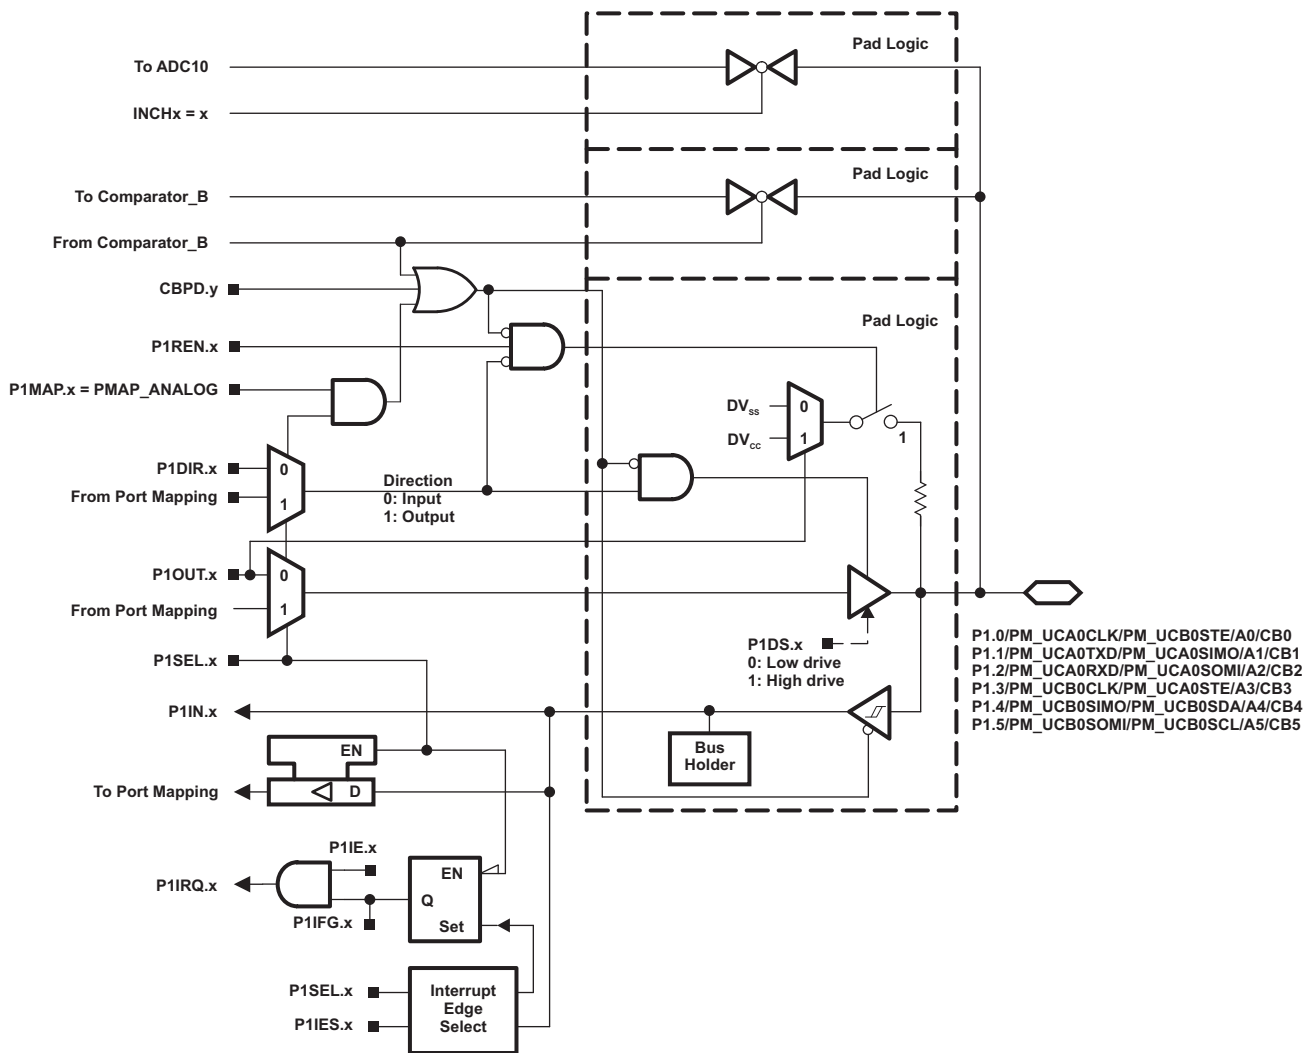 Pad Logic
To ADC10
INCHx = x
Pad Logic
To Comparator_B
From Comparator_B
CBPD.y
Pad Logic
P1REN.x
P1MAP.x = PMAP_ANALOG
DVSS
0
DVCC
1
1
P1DIR.x
0
From Port Mapping
1
Direction
0: Input
1: Output
P1OUT.x
0
From Port Mapping
1
P1DS.x
0: Low drive
1: High drive
P1SEL.x
P1.0/PM_UCA0CLK/PM_UCB0STE/A0/CB0
P1.1/PM_UCA0TXD/PM_UCA0SIMO/A1/CB1
P1.2/PM_UCA0RXD/PM_UCA0SOMI/A2/CB2
P1.3/PM_UCB0CLK/PM_UCA0STE/A3/CB3
P1.4/PM_UCB0SIMO/PM_UCB0SDA/A4/CB4
P1.5/PM_UCB0SOMI/PM_UCB0SCL/A5/CB5
P1IN.x
Bus
Holder
EN
To Port Mapping
D
P1IE.x
EN
P1IRQ.x
Q
P1IFG.x
Set
P1SEL.x
P1IES.x
Interrupt
Edge
Select